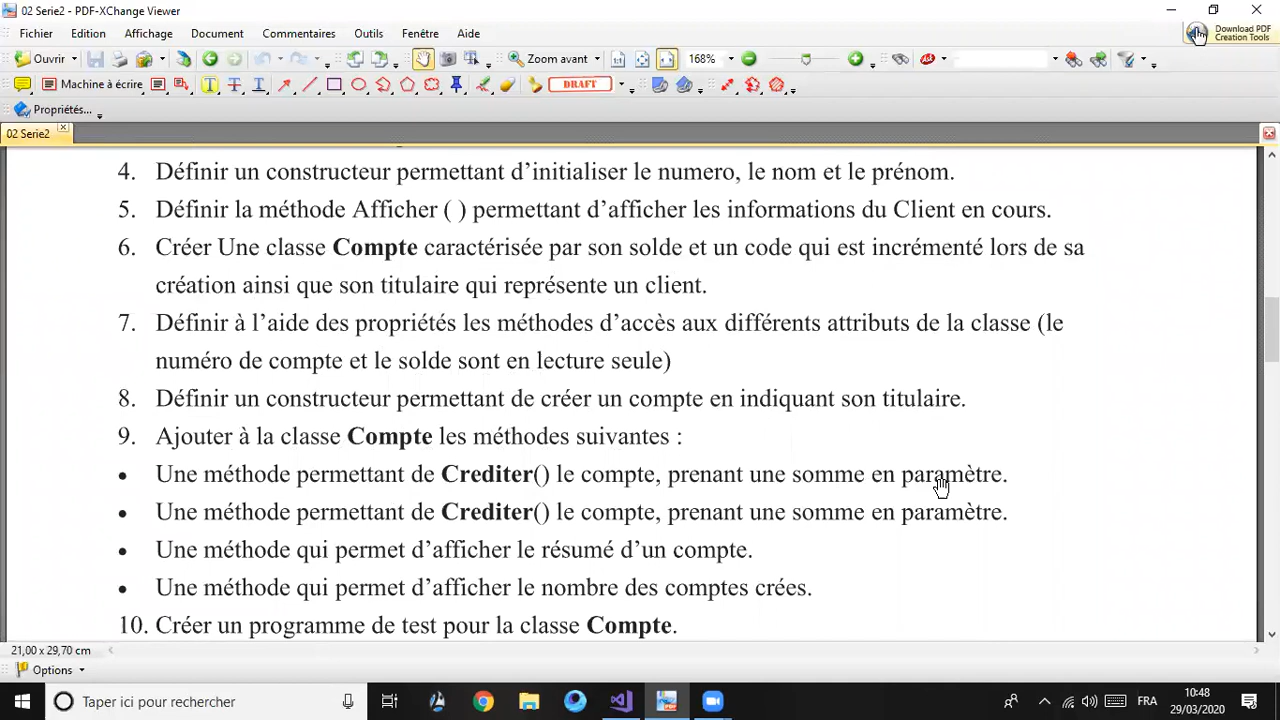 02 Serie2 - PDF-XChange Viewer
Fichier Edition Affichage Document Commentaires Outils Fenêtre Aide
Download PDF
Creation Tools
Ouvrir Zoom avant 168%
Machine à écrire DRAFT
Propriétés...
02 Serie2
4. Définir un constructeur permettant d’initialiser le numero, le nom et le prénom.
5. Définir la méthode Afficher ( ) permettant d’afficher les informations du Client en cours.
6. Créer Une classe Compte caractérisée par son solde et un code qui est incrémenté lors de sa
création ainsi que son titulaire qui représente un client.
7. Définir à l’aide des propriétés les méthodes d’accès aux différents attributs de la classe (le
numéro de compte et le solde sont en lecture seule)
8. Définir un constructeur permettant de créer un compte en indiquant son titulaire.
9. Ajouter à la classe Compte les méthodes suivantes :
• Une méthode permettant de Crediter() le compte, prenant une somme en paramètre.
• Une méthode permettant de Crediter() le compte, prenant une somme en paramètre.
• Une méthode qui permet d’afficher le résumé d’un compte.
• Une méthode qui permet d’afficher le nombre des comptes crées.
10. Créer un programme de test pour la classe Compte.
21,00 x 29,70 cm
Options
Taper ici pour rechercher
FRA
10:48
29/03/2020